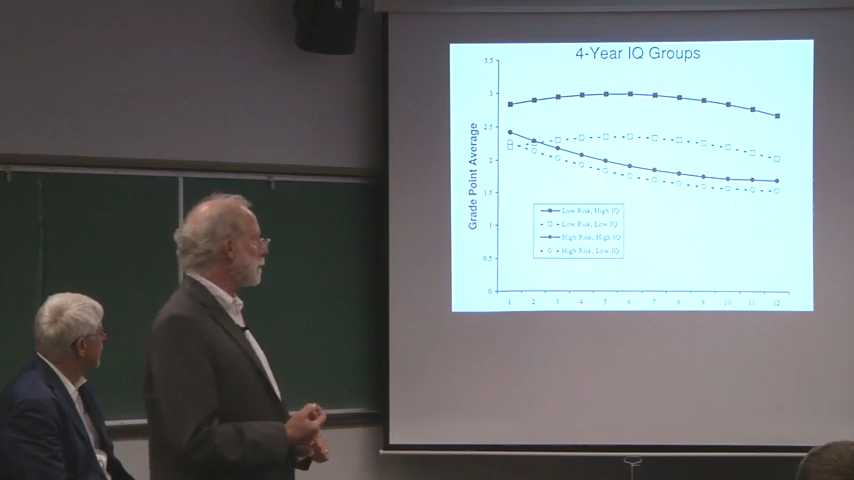 4-Year IQ Groups
3.5
3
2.5
2
1.5
1
0.5
0
Grade Point Average
Low Risk, High IQ
Low Risk, Low IQ
High Risk, High IQ
High Risk, Low IQ
1 2 3 4 5 6 7 8 9 10 11 12